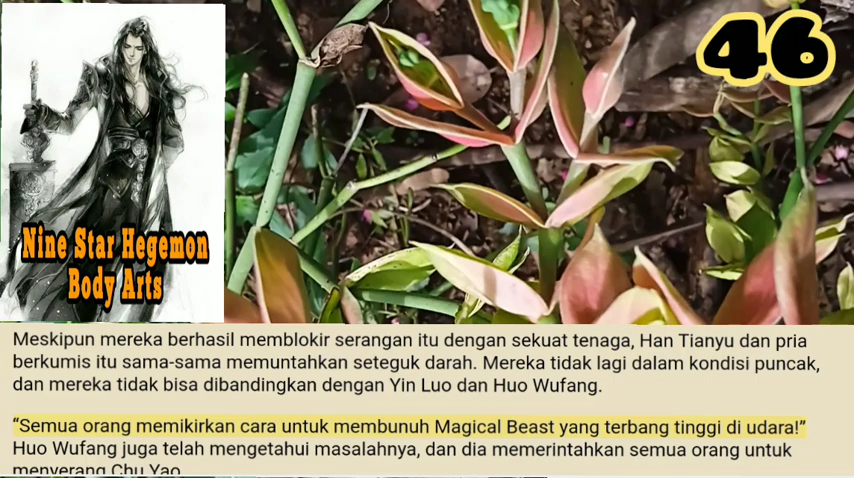 46
Nine Star Hegemon
Body Arts
Meskipun mereka berhasil memblokir serangan itu dengan sekuat tenaga, Han Tianyu dan pria
berkumis itu sama-sama memuntahkan seteguk darah. Mereka tidak lagi dalam kondisi puncak,
dan mereka tidak bisa dibandingkan dengan Yin Luo dan Huo Wufang.
“Semua orang memikirkan cara untuk membunuh Magical Beast yang terbang tinggi di udara!”
Huo Wufang juga telah mengetahui masalahnya, dan dia memerintahkan semua orang untuk
menyerang Chu Yao